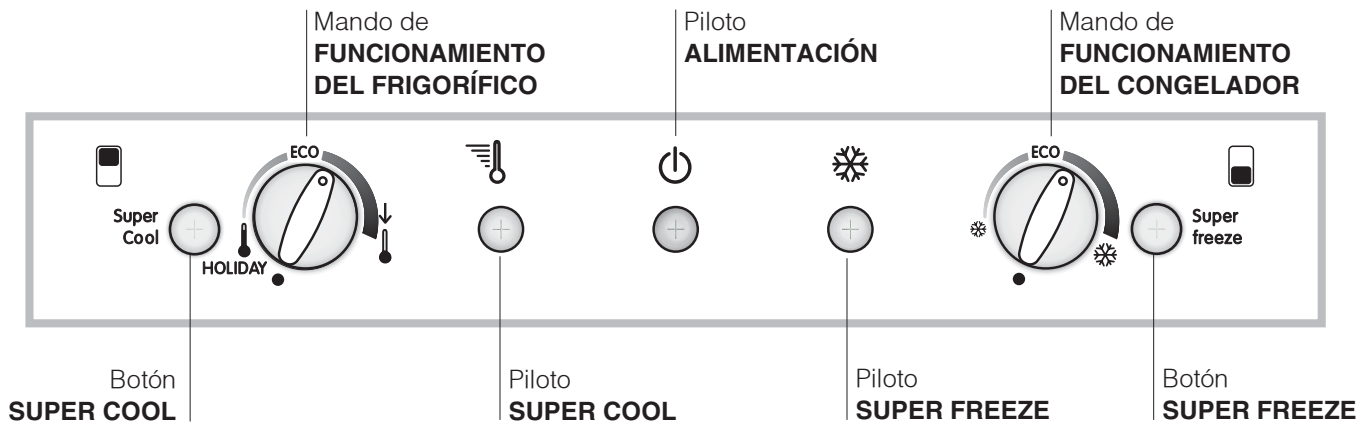 Mando de
FUNCIONAMIENTO
DEL FRIGORÍFICO
Piloto
ALIMENTACIÓN
Mando de
FUNCIONAMIENTO
DEL CONGELADOR
ECO
ECO
Super
Cool
HOLIDAY
Super
freeze
Botón
SUPER COOL
Piloto
SUPER COOL
Piloto
SUPER FREEZE
Botón
SUPER FREEZE